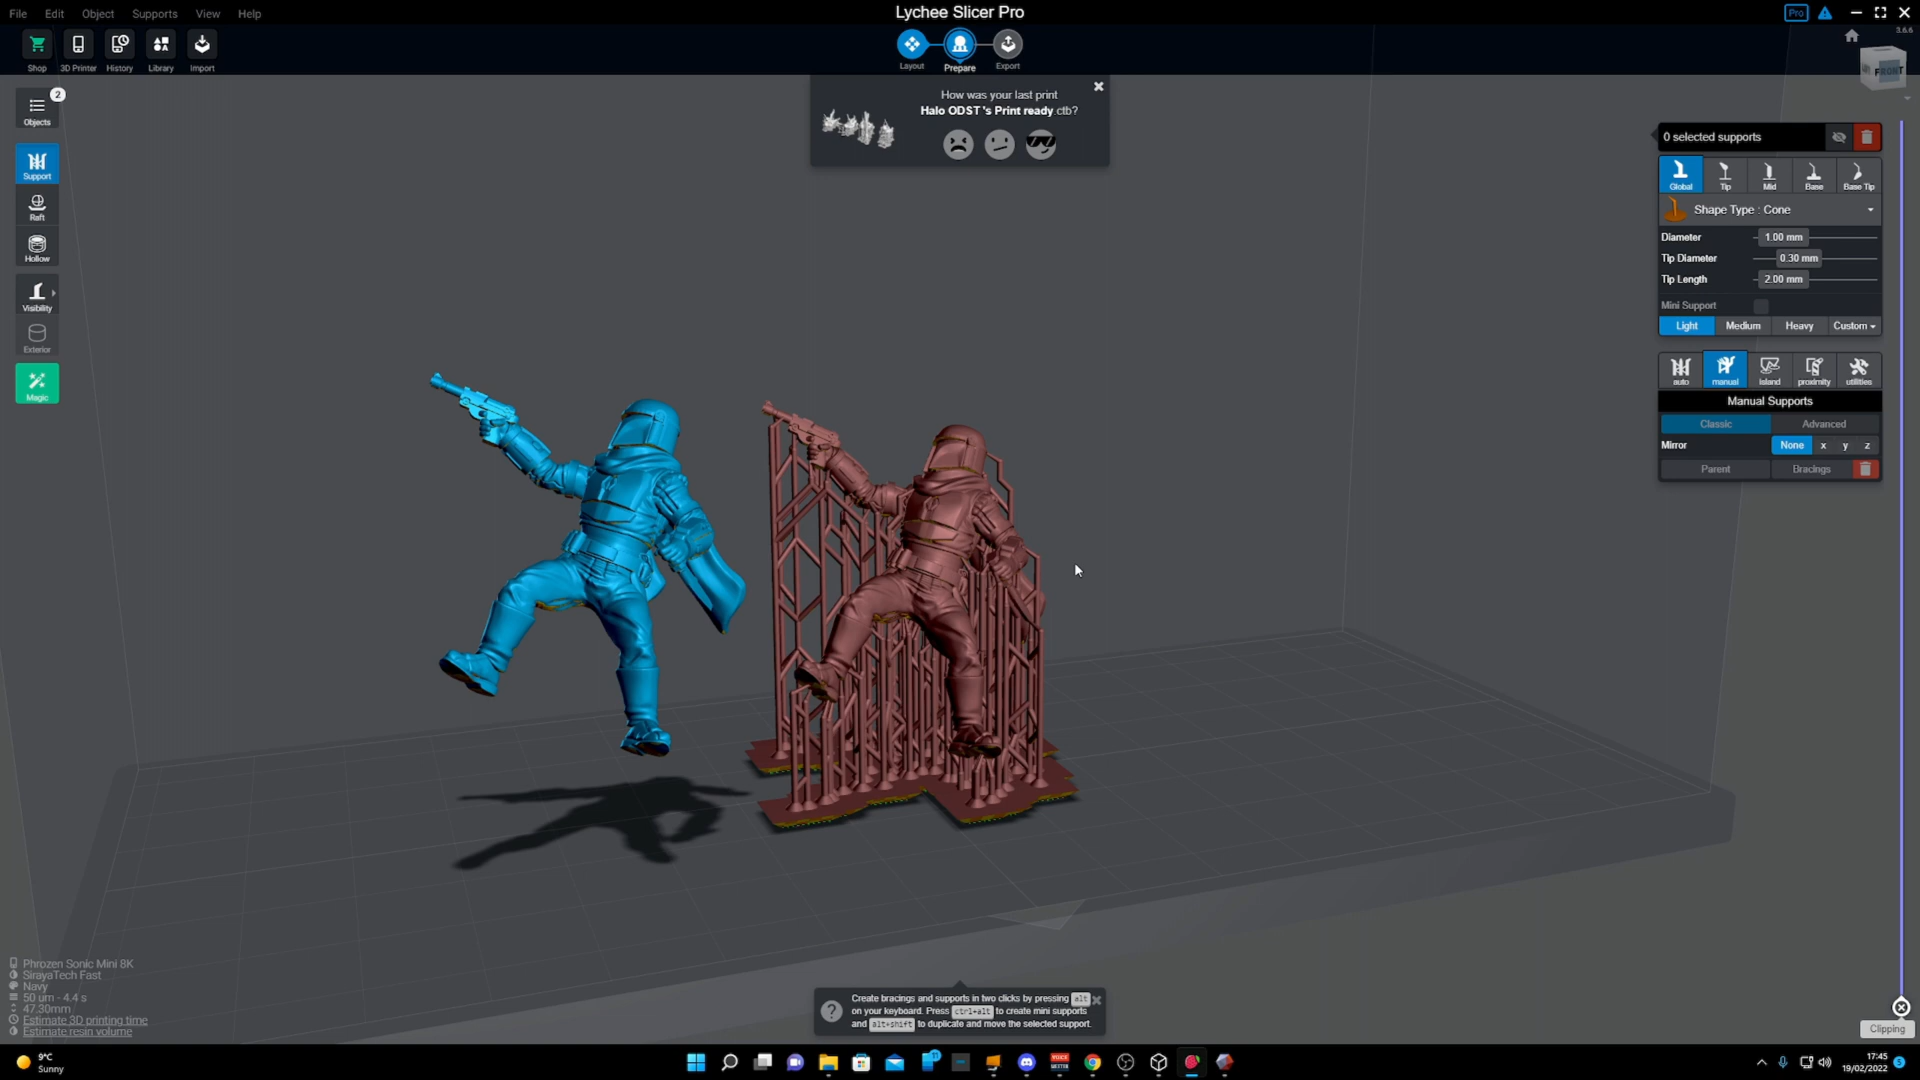 File Edit Object Supports View Help
Lychee Slicer Pro
Pro
3.6.6
Shop 3D Printer History Library Import
Layout Prepare Export
FRONT
How was your last print
Halo ODST 's Print ready.ctb?
2
Objects
Support
Raft
Hollow
Visibility
Exterior
Magic
0 selected supports
Global Tip Mid Base Base Tip
Shape Type : Cone
Diameter 1.00 mm
Tip Diameter 0.30 mm
Tip Length 2.00 mm
Mini Support
Light Medium Heavy Custom
auto manual island proximity utilities
Manual Supports
Classic Advanced
Mirror None x y z
Parent Bracings
Phrozen Sonic Mini 8K
SirayaTech Fast
Navy
50 um - 4.4 s
47.30mm
Estimate 3D printing time
Estimate resin volume
Create bracings and supports in two clicks by pressing alt
on your keyboard. Press ctrl+alt to create mini supports
and alt+shift to duplicate and move the selected support.
Clipping
9°C
Sunny
17:45
19/02/2022
5